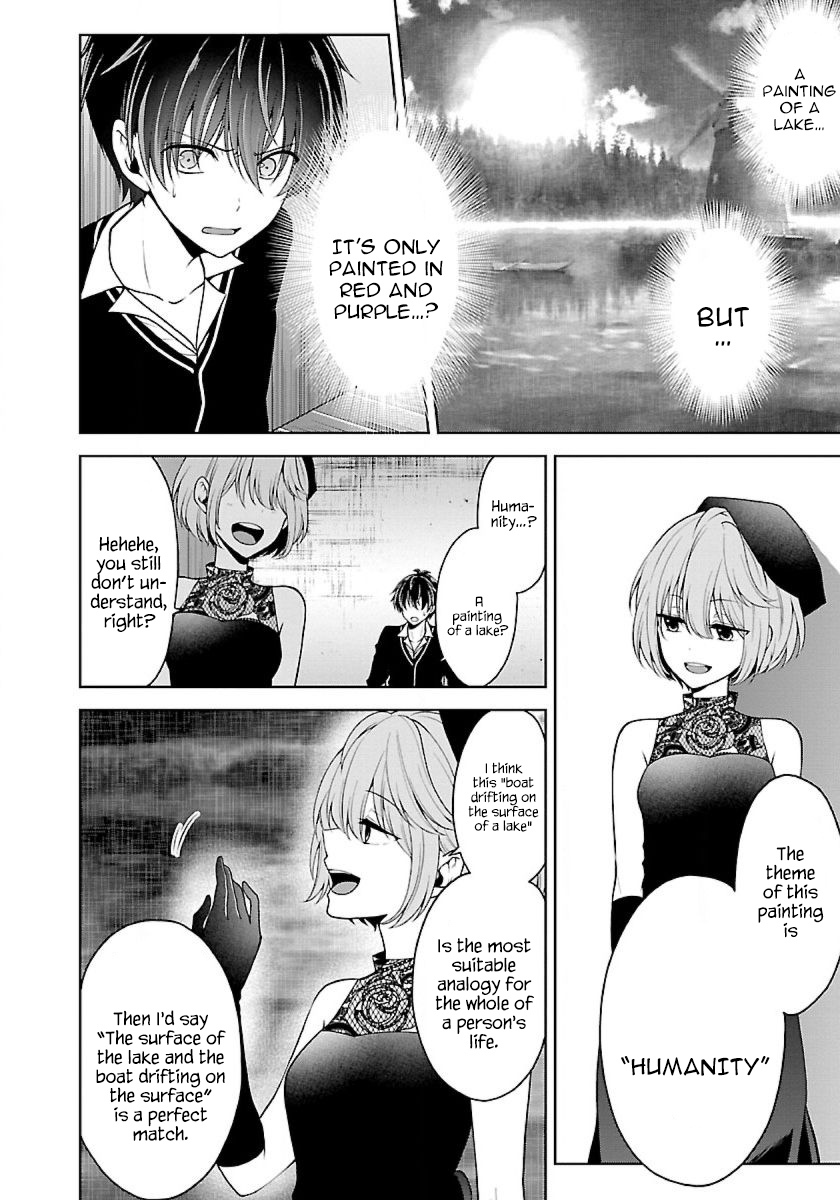 A
PAINTING
OF A
LAKE...
BUT
...
IT'S ONLY
PAINTED IN
RED AND
PURPLE...?
The
theme
of this
painting
is
"HUMANITY"
Huma-
nity...?
A
painting
of a lake?
Hehehe,
you still
don't un-
derstand,
right?
I think
this "boat
drifting on
the surface
of a lake"
Is the most
suitable
analogy for
the whole of
a person's
life.
Then I'd say
"The surface of
the lake and the
boat drifting on
the surface"
is a perfect
match.